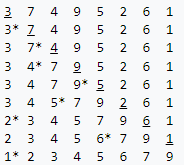 3 7 4 9 5 2 6 1
3* 7 4 9 5 2 6 1
3 7* 4 9 5 2 6 1
3 4* 7 9 5 2 6 1
3 4 7 9* 5 2 6 1
3 4 5* 7 9 2 6 1
2* 3 4 5 7 9 6 1
2 3 4 5 6* 7 9 1
1* 2 3 4 5 6 7 9